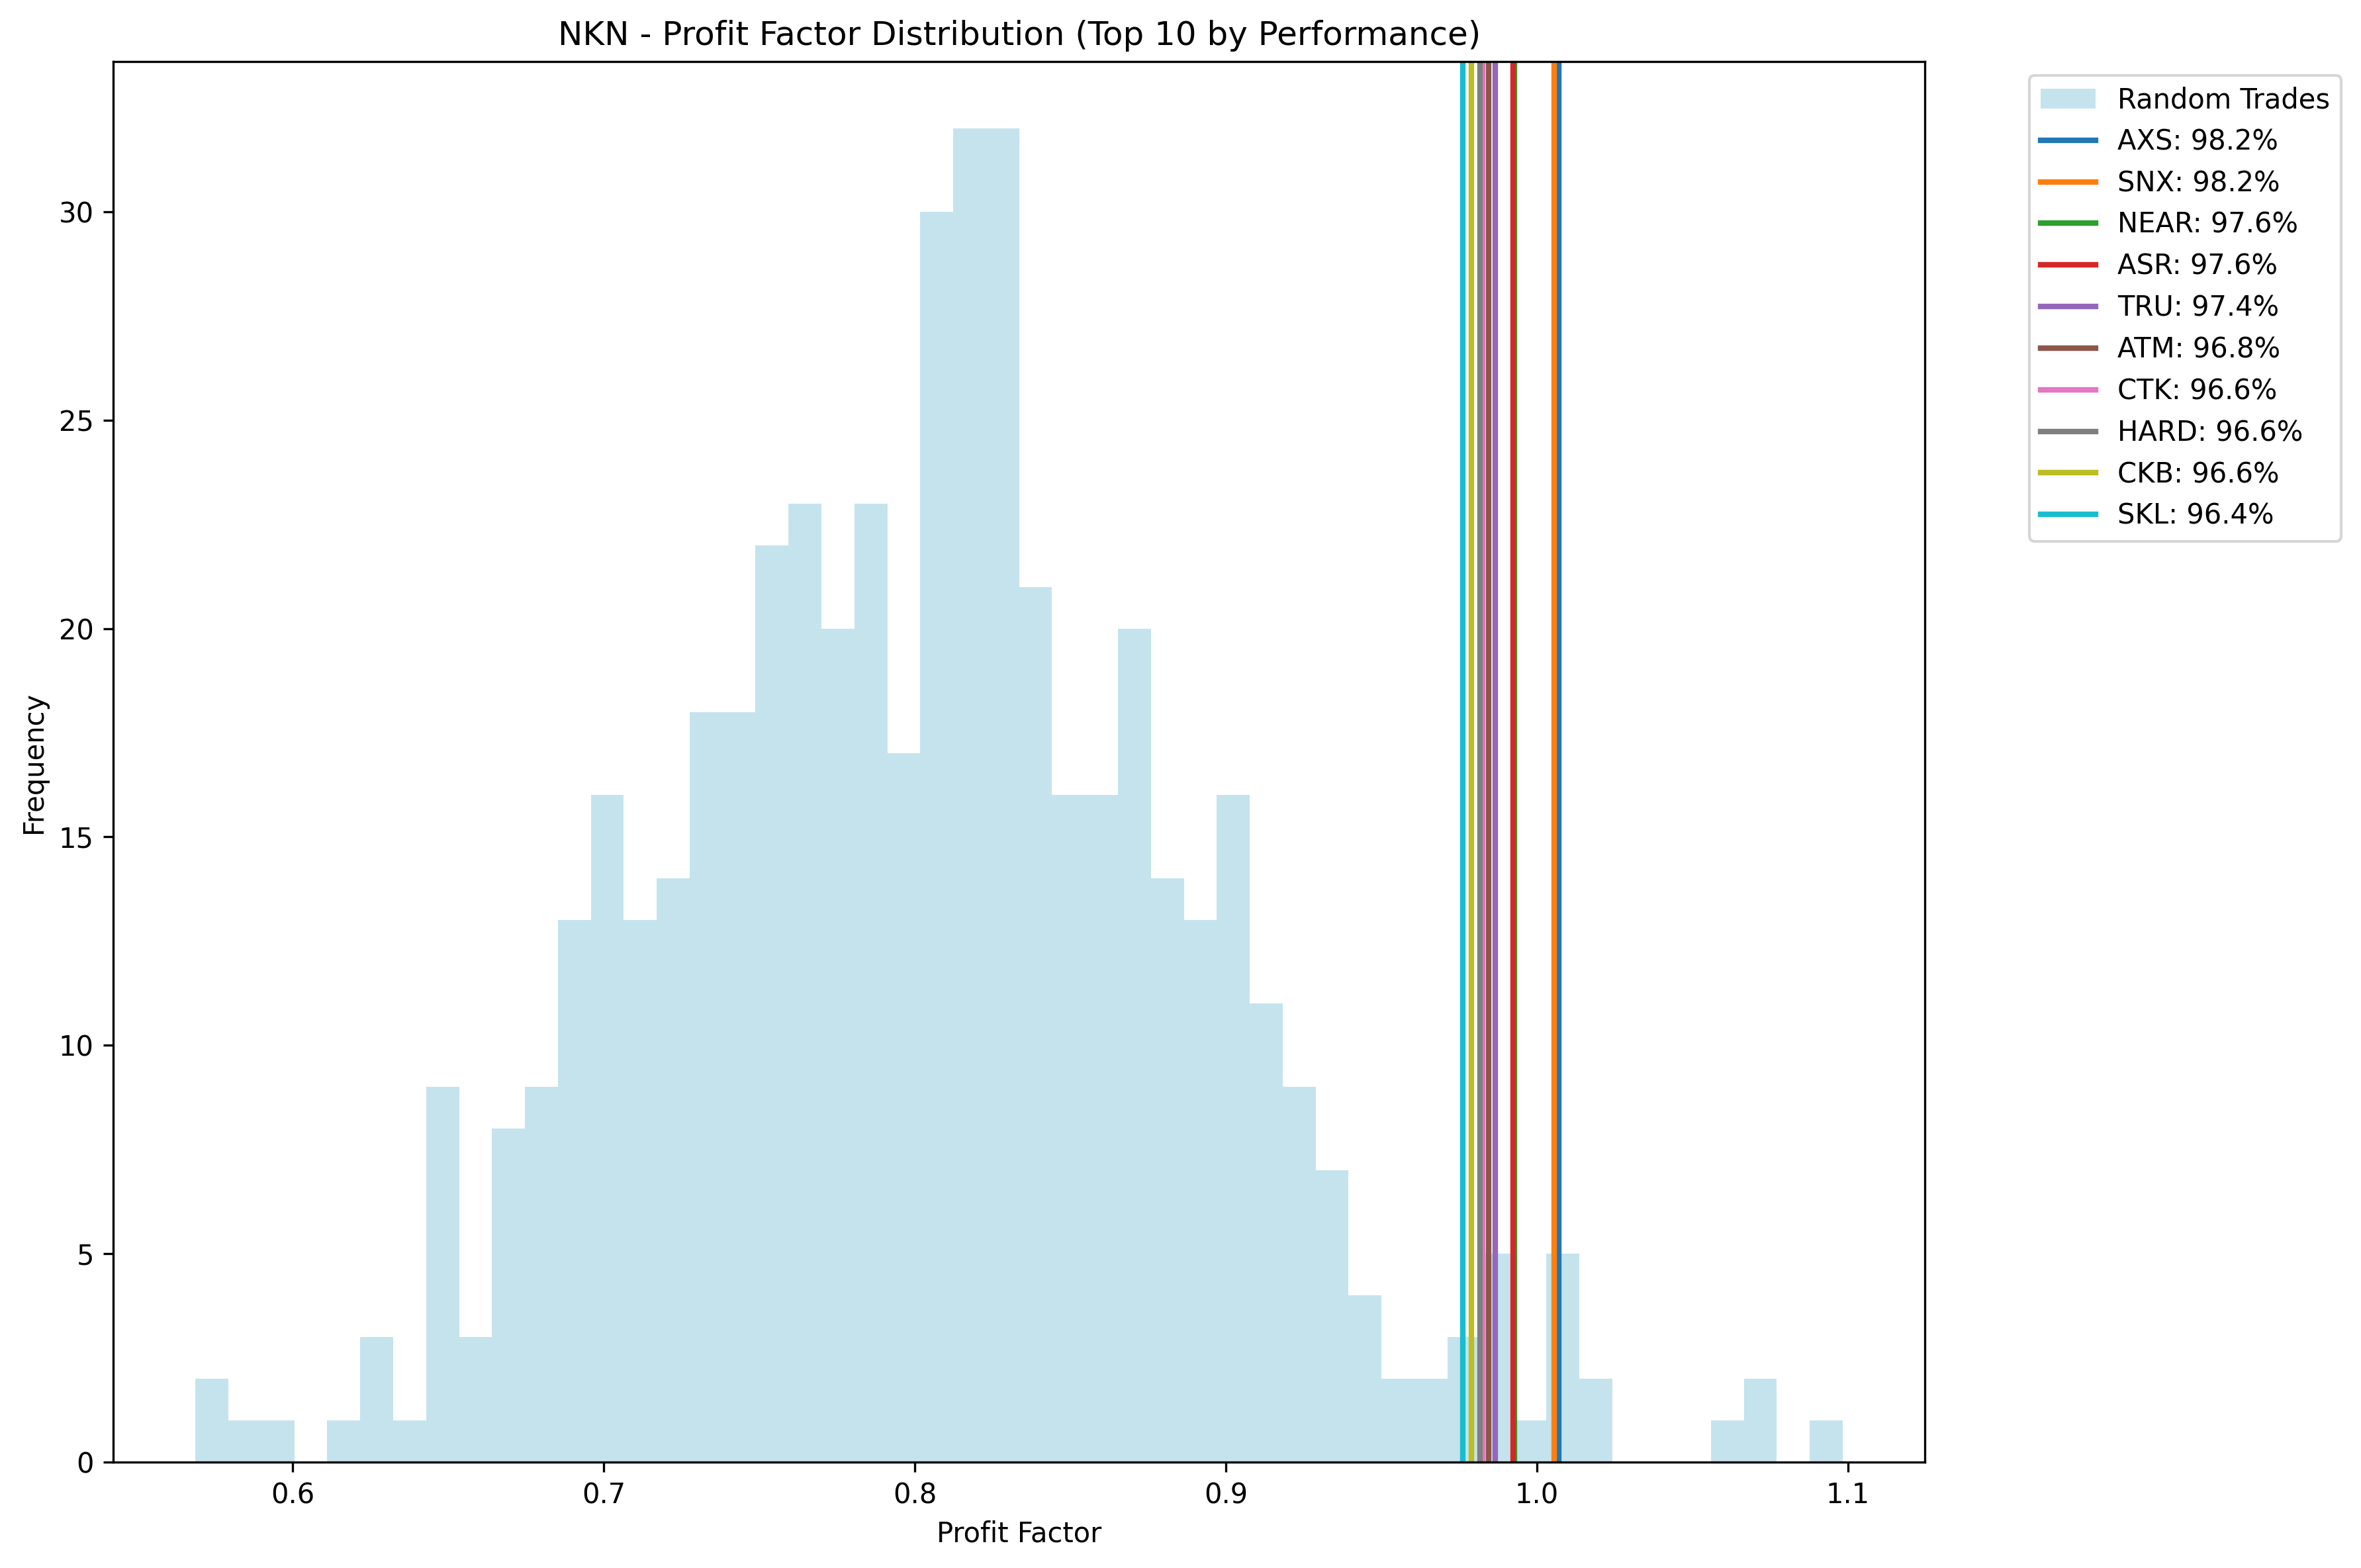 NKN - Profit Factor Distribution (Top 10 by Performance)
Random Trades
AXS: 98.2%
SNX: 98.2%
NEAR: 97.6%
ASR: 97.6%
TRU: 97.4%
ATM: 96.8%
CTK: 96.6%
HARD: 96.6%
CKB: 96.6%
SKL: 96.4%
Frequency
30
25
20
15
10
5
0
0.6 0.7 0.8 0.9 1.0 1.1
Profit Factor